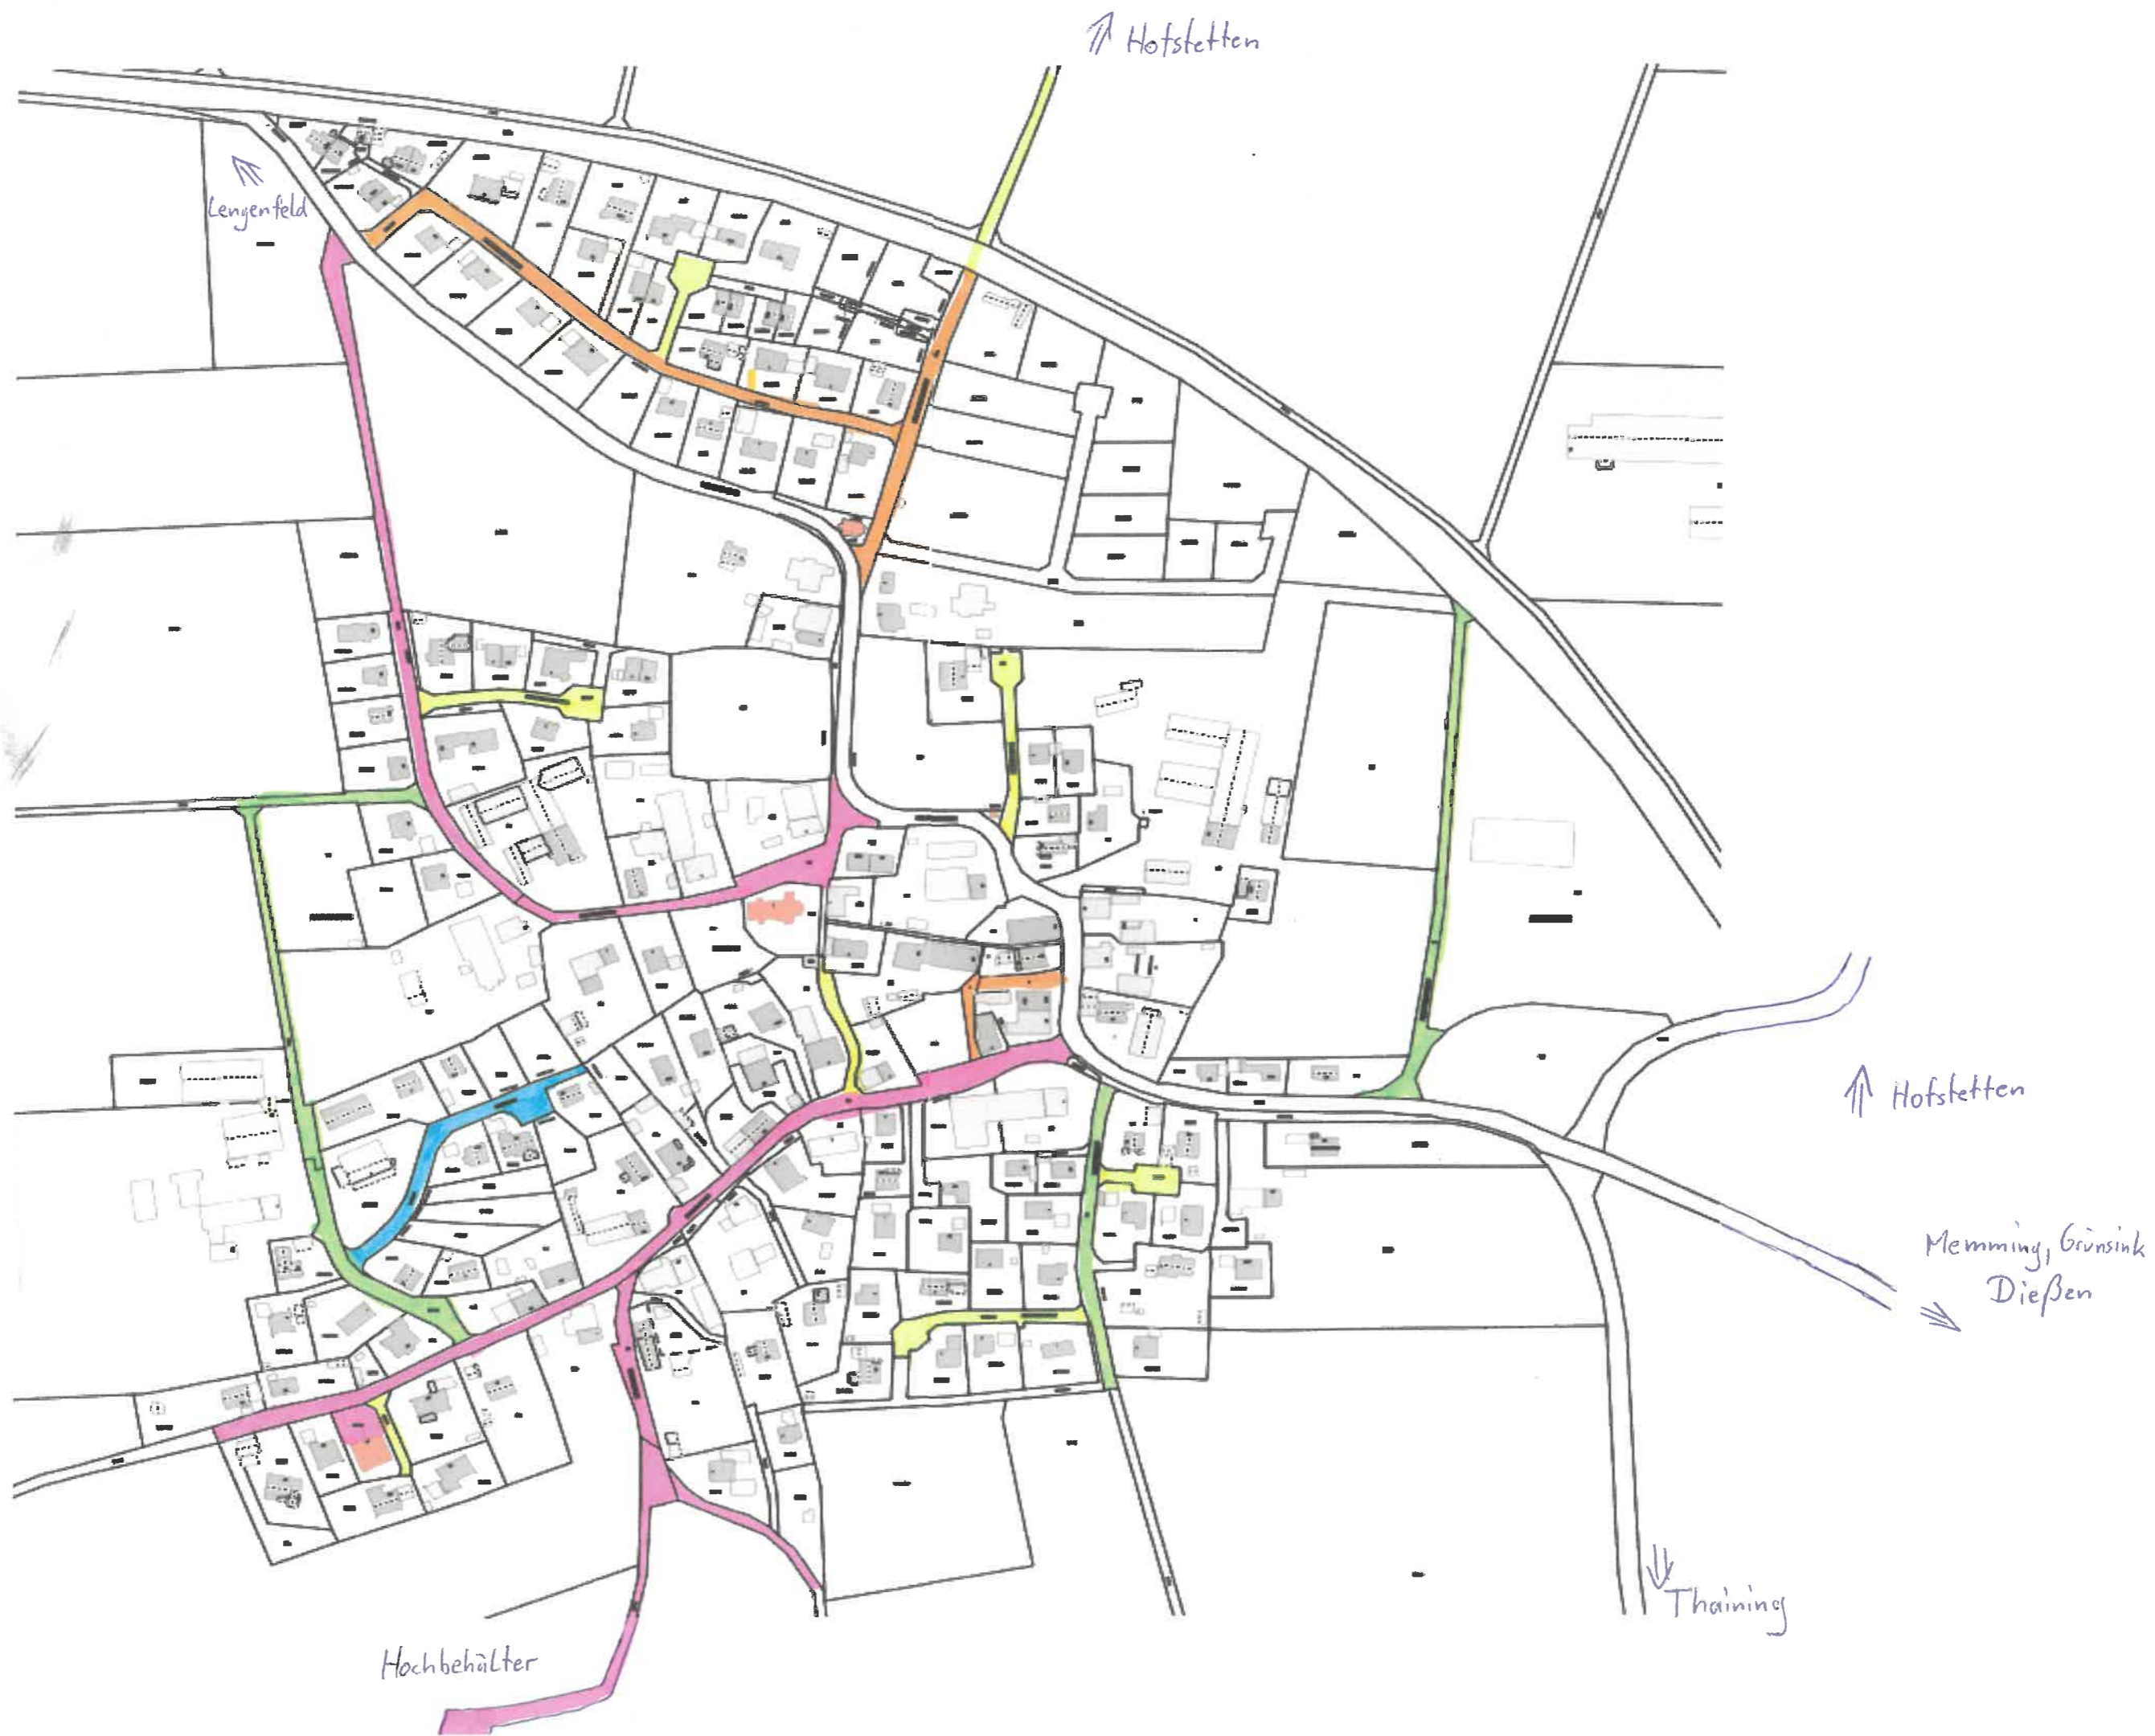 ⇑ Hofstetten
Lengenfeld
⇑ Hofstetten
Memming, Grünsink
Dießen
Thaining
Hochbehälter